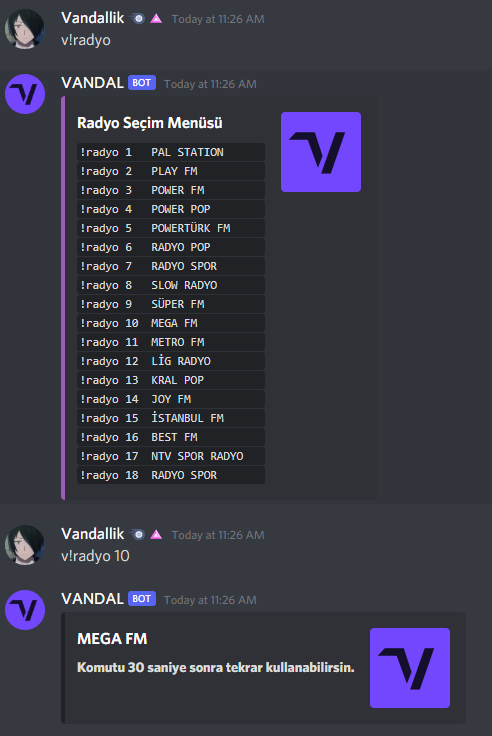 Vandallik Today at 11:26 AM
v!radyo
VANDAL BOT Today at 11:26 AM
Radyo Seçim Menüsü
!radyo 1 PAL STATION
!radyo 2 PLAY FM
!radyo 3 POWER FM
!radyo 4 POWER POP
!radyo 5 POWERTÜRK FM
!radyo 6 RADYO POP
!radyo 7 RADYO SPOR
!radyo 8 SLOW RADYO
!radyo 9 SÜPER FM
!radyo 10 MEGA FM
!radyo 11 METRO FM
!radyo 12 LİG RADYO
!radyo 13 KRAL POP
!radyo 14 JOY FM
!radyo 15 İSTANBUL FM
!radyo 16 BEST FM
!radyo 17 NTV SPOR RADYO
!radyo 18 RADYO SPOR
Vandallik Today at 11:26 AM
v!radyo 10
VANDAL BOT Today at 11:26 AM
MEGA FM
Komutu 30 saniye sonra tekrar kullanabilirsin.